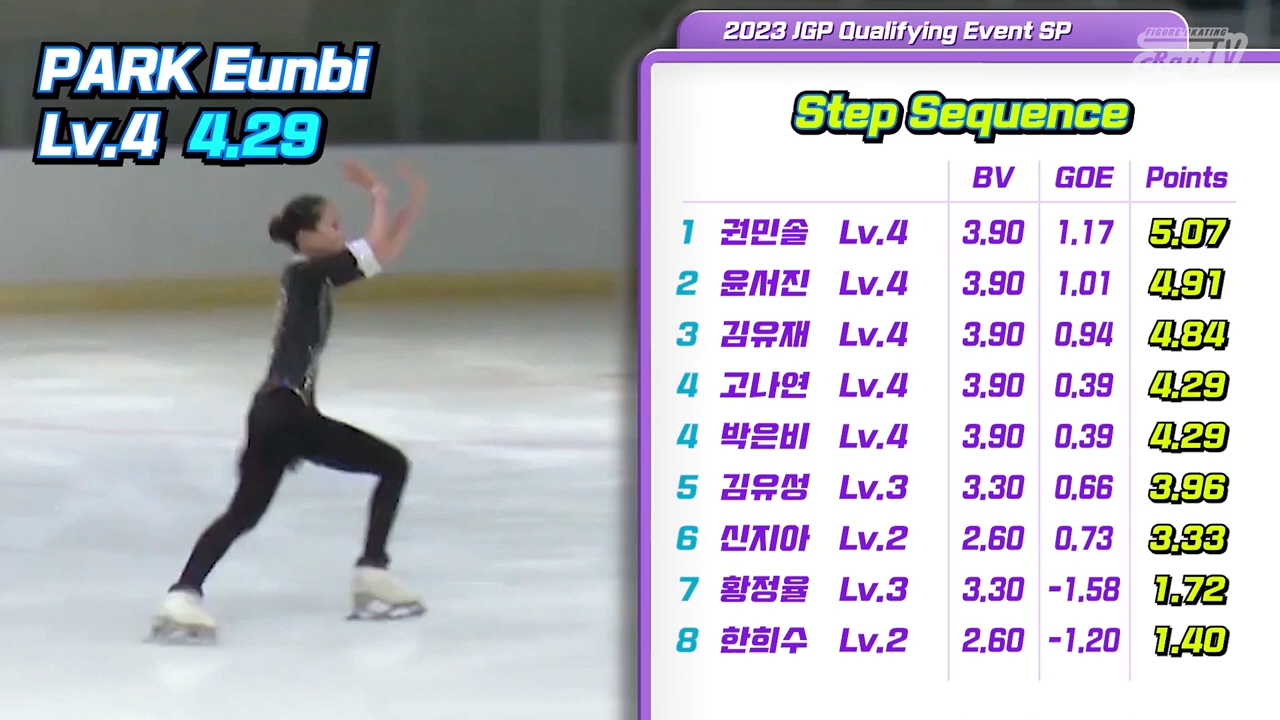 PARK Eunbi
Lv.4 4.29
2023 JGP Qualifying Event SP
FIGURE SKATING
RayTV
Step Sequence
BV GOE Points
1 권민솔 Lv.4 3.90 1.17 5.07
2 윤서진 Lv.4 3.90 1.01 4.91
3 김유재 Lv.4 3.90 0.94 4.84
4 고나연 Lv.4 3.90 0.39 4.29
4 박은비 Lv.4 3.90 0.39 4.29
5 김유성 Lv.3 3.30 0.66 3.96
6 신지아 Lv.2 2.60 0.73 3.33
7 황정율 Lv.3 3.30 -1.58 1.72
8 한희수 Lv.2 2.60 -1.20 1.40